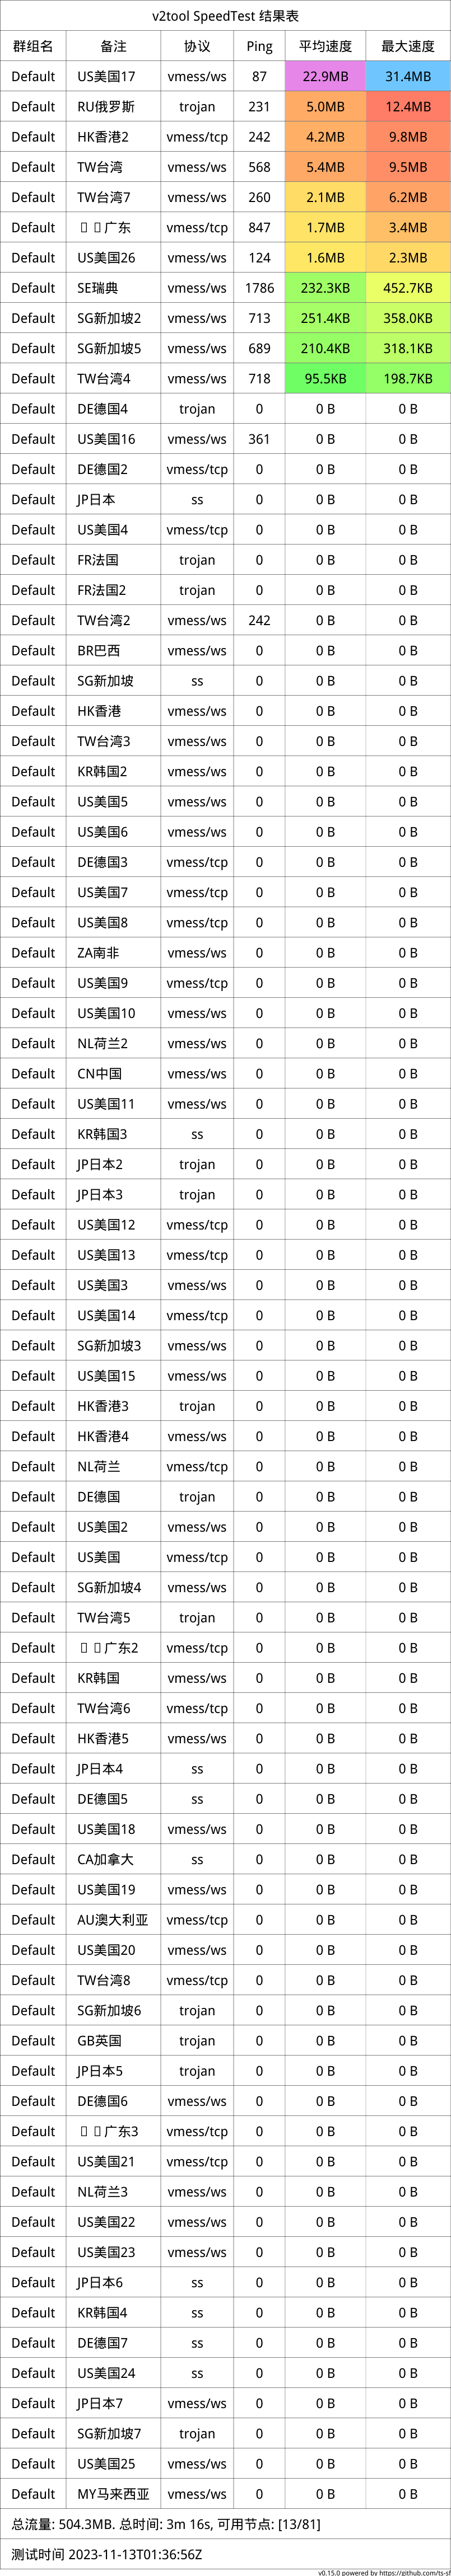 v2tool SpeedTest 结果表
群组名 备注 协议 Ping 平均速度 最大速度
Default US美国17 vmess/ws 87 22.9MB 31.4MB
Default RU俄罗斯 trojan 231 5.0MB 12.4MB
Default HK香港2 vmess/tcp 242 4.2MB 9.8MB
Default TW台湾 vmess/ws 568 5.4MB 9.5MB
Default TW台湾7 vmess/ws 260 2.1MB 6.2MB
Default 广东 vmess/tcp 847 1.7MB 3.4MB
Default US美国26 vmess/ws 124 1.6MB 2.3MB
Default SE瑞典 vmess/ws 1786 232.3KB 452.7KB
Default SG新加坡2 vmess/ws 713 251.4KB 358.0KB
Default SG新加坡5 vmess/ws 689 210.4KB 318.1KB
Default TW台湾4 vmess/ws 718 95.5KB 198.7KB
Default DE德国4 trojan 0 0 B 0 B
Default US美国16 vmess/ws 361 0 B 0 B
Default DE德国2 vmess/tcp 0 0 B 0 B
Default JP日本 ss 0 0 B 0 B
Default US美国4 vmess/tcp 0 0 B 0 B
Default FR法国 trojan 0 0 B 0 B
Default FR法国2 trojan 0 0 B 0 B
Default TW台湾2 vmess/ws 242 0 B 0 B
Default BR巴西 vmess/ws 0 0 B 0 B
Default SG新加坡 ss 0 0 B 0 B
Default HK香港 vmess/ws 0 0 B 0 B
Default TW台湾3 vmess/ws 0 0 B 0 B
Default KR韩国2 vmess/ws 0 0 B 0 B
Default US美国5 vmess/ws 0 0 B 0 B
Default US美国6 vmess/ws 0 0 B 0 B
Default DE德国3 vmess/tcp 0 0 B 0 B
Default US美国7 vmess/tcp 0 0 B 0 B
Default US美国8 vmess/tcp 0 0 B 0 B
Default ZA南非 vmess/ws 0 0 B 0 B
Default US美国9 vmess/tcp 0 0 B 0 B
Default US美国10 vmess/ws 0 0 B 0 B
Default NL荷兰2 vmess/ws 0 0 B 0 B
Default CN中国 vmess/ws 0 0 B 0 B
Default US美国11 vmess/ws 0 0 B 0 B
Default KR韩国3 ss 0 0 B 0 B
Default JP日本2 trojan 0 0 B 0 B
Default JP日本3 trojan 0 0 B 0 B
Default US美国12 vmess/tcp 0 0 B 0 B
Default US美国13 vmess/tcp 0 0 B 0 B
Default US美国3 vmess/ws 0 0 B 0 B
Default US美国14 vmess/tcp 0 0 B 0 B
Default SG新加坡3 vmess/ws 0 0 B 0 B
Default US美国15 vmess/ws 0 0 B 0 B
Default HK香港3 trojan 0 0 B 0 B
Default HK香港4 vmess/ws 0 0 B 0 B
Default NL荷兰 vmess/tcp 0 0 B 0 B
Default DE德国 trojan 0 0 B 0 B
Default US美国2 vmess/ws 0 0 B 0 B
Default US美国 vmess/tcp 0 0 B 0 B
Default SG新加坡4 vmess/ws 0 0 B 0 B
Default TW台湾5 trojan 0 0 B 0 B
Default 广东2 vmess/tcp 0 0 B 0 B
Default KR韩国 vmess/ws 0 0 B 0 B
Default TW台湾6 vmess/tcp 0 0 B 0 B
Default HK香港5 vmess/ws 0 0 B 0 B
Default JP日本4 ss 0 0 B 0 B
Default DE德国5 ss 0 0 B 0 B
Default US美国18 vmess/ws 0 0 B 0 B
Default CA加拿大 ss 0 0 B 0 B
Default US美国19 vmess/ws 0 0 B 0 B
Default AU澳大利亚 vmess/tcp 0 0 B 0 B
Default US美国20 vmess/ws 0 0 B 0 B
Default TW台湾8 vmess/tcp 0 0 B 0 B
Default SG新加坡6 trojan 0 0 B 0 B
Default GB英国 trojan 0 0 B 0 B
Default JP日本5 trojan 0 0 B 0 B
Default DE德国6 vmess/ws 0 0 B 0 B
Default 广东3 vmess/tcp 0 0 B 0 B
Default US美国21 vmess/tcp 0 0 B 0 B
Default NL荷兰3 vmess/ws 0 0 B 0 B
Default US美国22 vmess/ws 0 0 B 0 B
Default US美国23 vmess/ws 0 0 B 0 B
Default JP日本6 ss 0 0 B 0 B
Default KR韩国4 ss 0 0 B 0 B
Default DE德国7 ss 0 0 B 0 B
Default US美国24 ss 0 0 B 0 B
Default JP日本7 vmess/ws 0 0 B 0 B
Default SG新加坡7 trojan 0 0 B 0 B
Default US美国25 vmess/ws 0 0 B 0 B
Default MY马来西亚 vmess/ws 0 0 B 0 B
总流量: 504.3MB. 总时间: 3m 16s, 可用节点: [13/81]
测试时间 2023-11-13T01:36:56Z
v0.15.0 powered by https://github.com/ts-sf